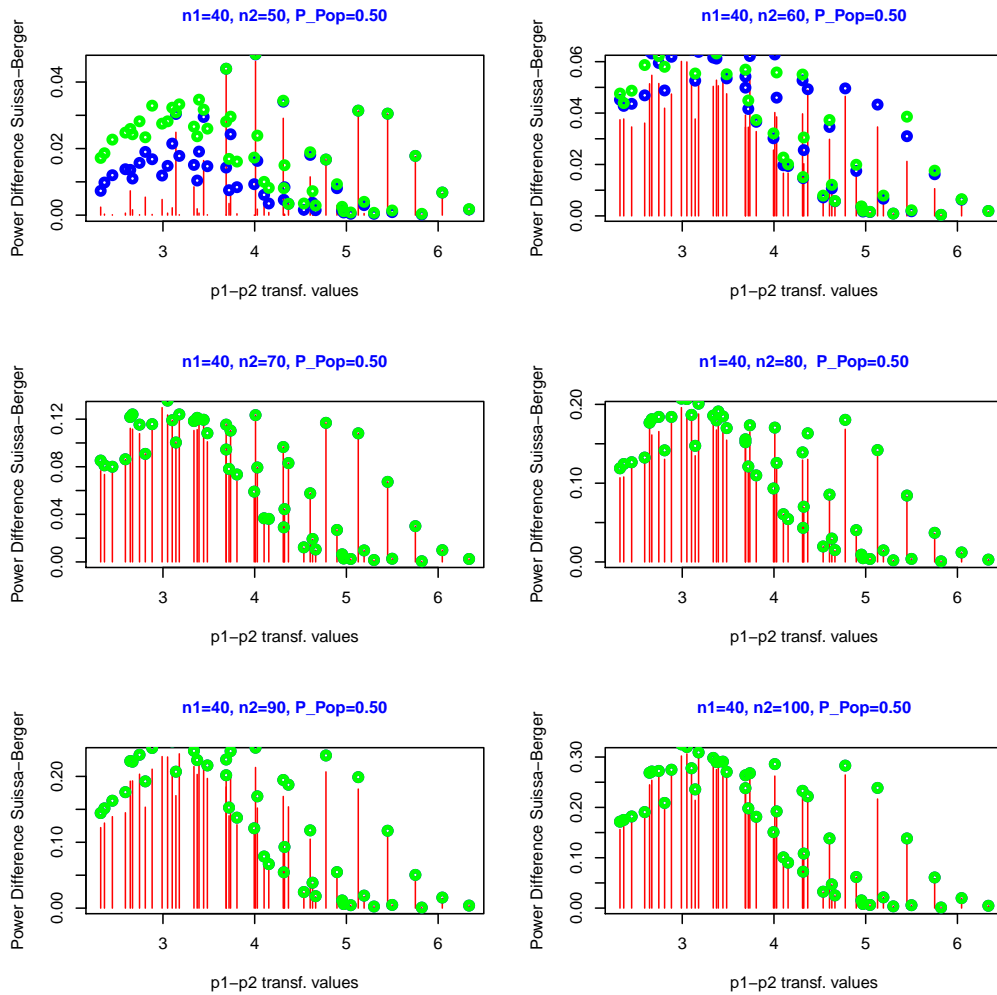 n1=40, n2=50, P_Pop=0.50
Power Difference Suissa−Berger
0.00 0.02 0.04
3 4 5 6
p1−p2 transf. values
n1=40, n2=60, P_Pop=0.50
Power Difference Suissa−Berger
0.00 0.02 0.04 0.06
3 4 5 6
p1−p2 transf. values
n1=40, n2=70, P_Pop=0.50
Power Difference Suissa−Berger
0.00 0.04 0.08 0.12
3 4 5 6
p1−p2 transf. values
n1=40, n2=80, P_Pop=0.50
Power Difference Suissa−Berger
0.00 0.10 0.20
3 4 5 6
p1−p2 transf. values
n1=40, n2=90, P_Pop=0.50
Power Difference Suissa−Berger
0.00 0.10 0.20
3 4 5 6
p1−p2 transf. values
n1=40, n2=100, P_Pop=0.50
Power Difference Suissa−Berger
0.00 0.10 0.20 0.30
3 4 5 6
p1−p2 transf. values